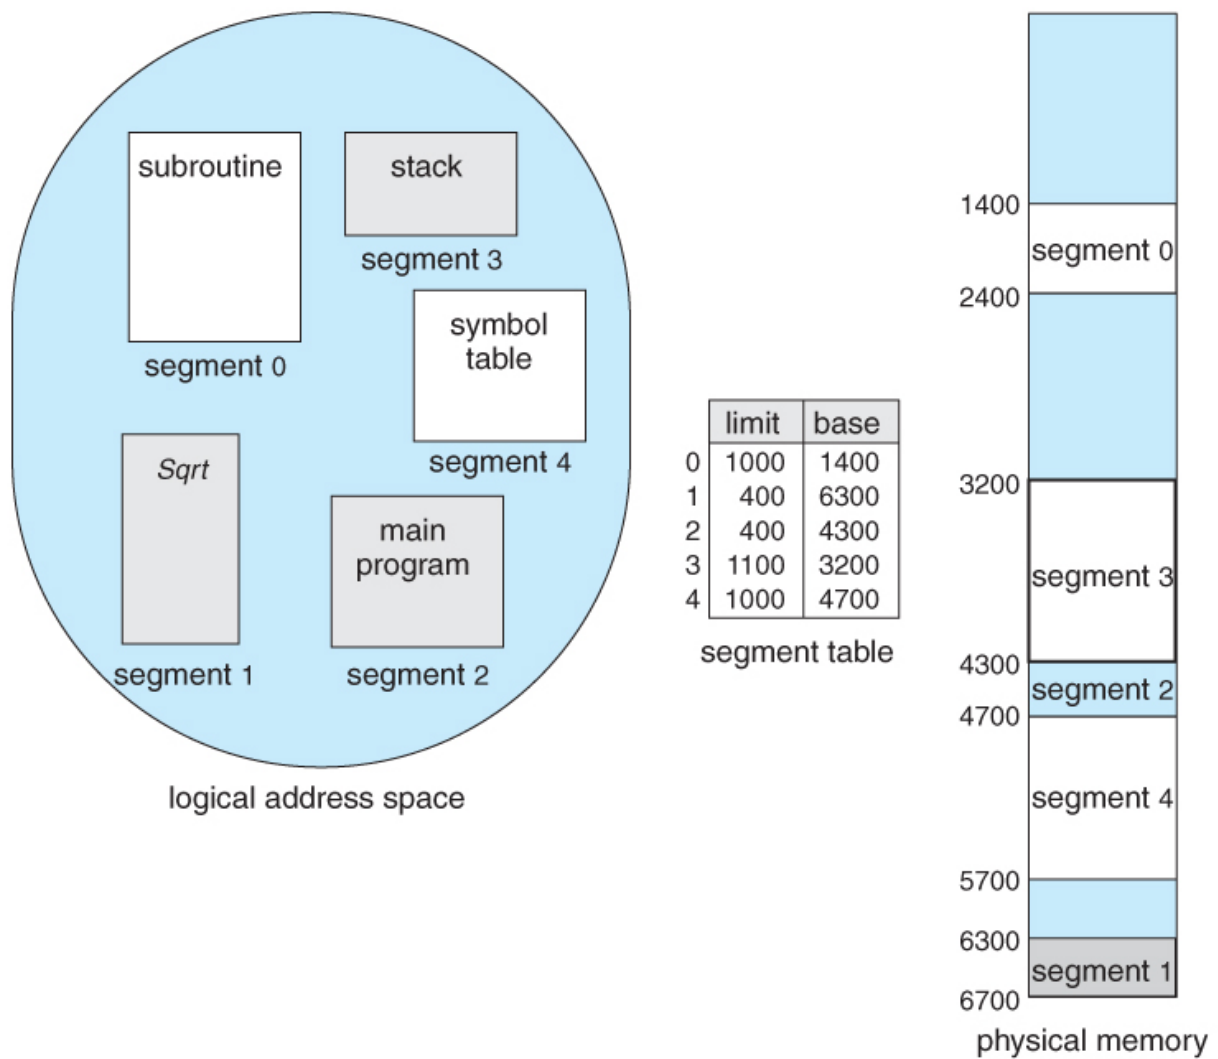 subroutine
segment 0
stack
segment 3
symbol
table
segment 4
Sqrt
segment 1
main
program
segment 2
logical address space
limit base
0 1000 1400
1 400 6300
2 400 4300
3 1100 3200
4 1000 4700
segment table
1400
segment 0
2400
3200
segment 3
4300
segment 2
4700
segment 4
5700
6300
segment 1
6700
physical memory